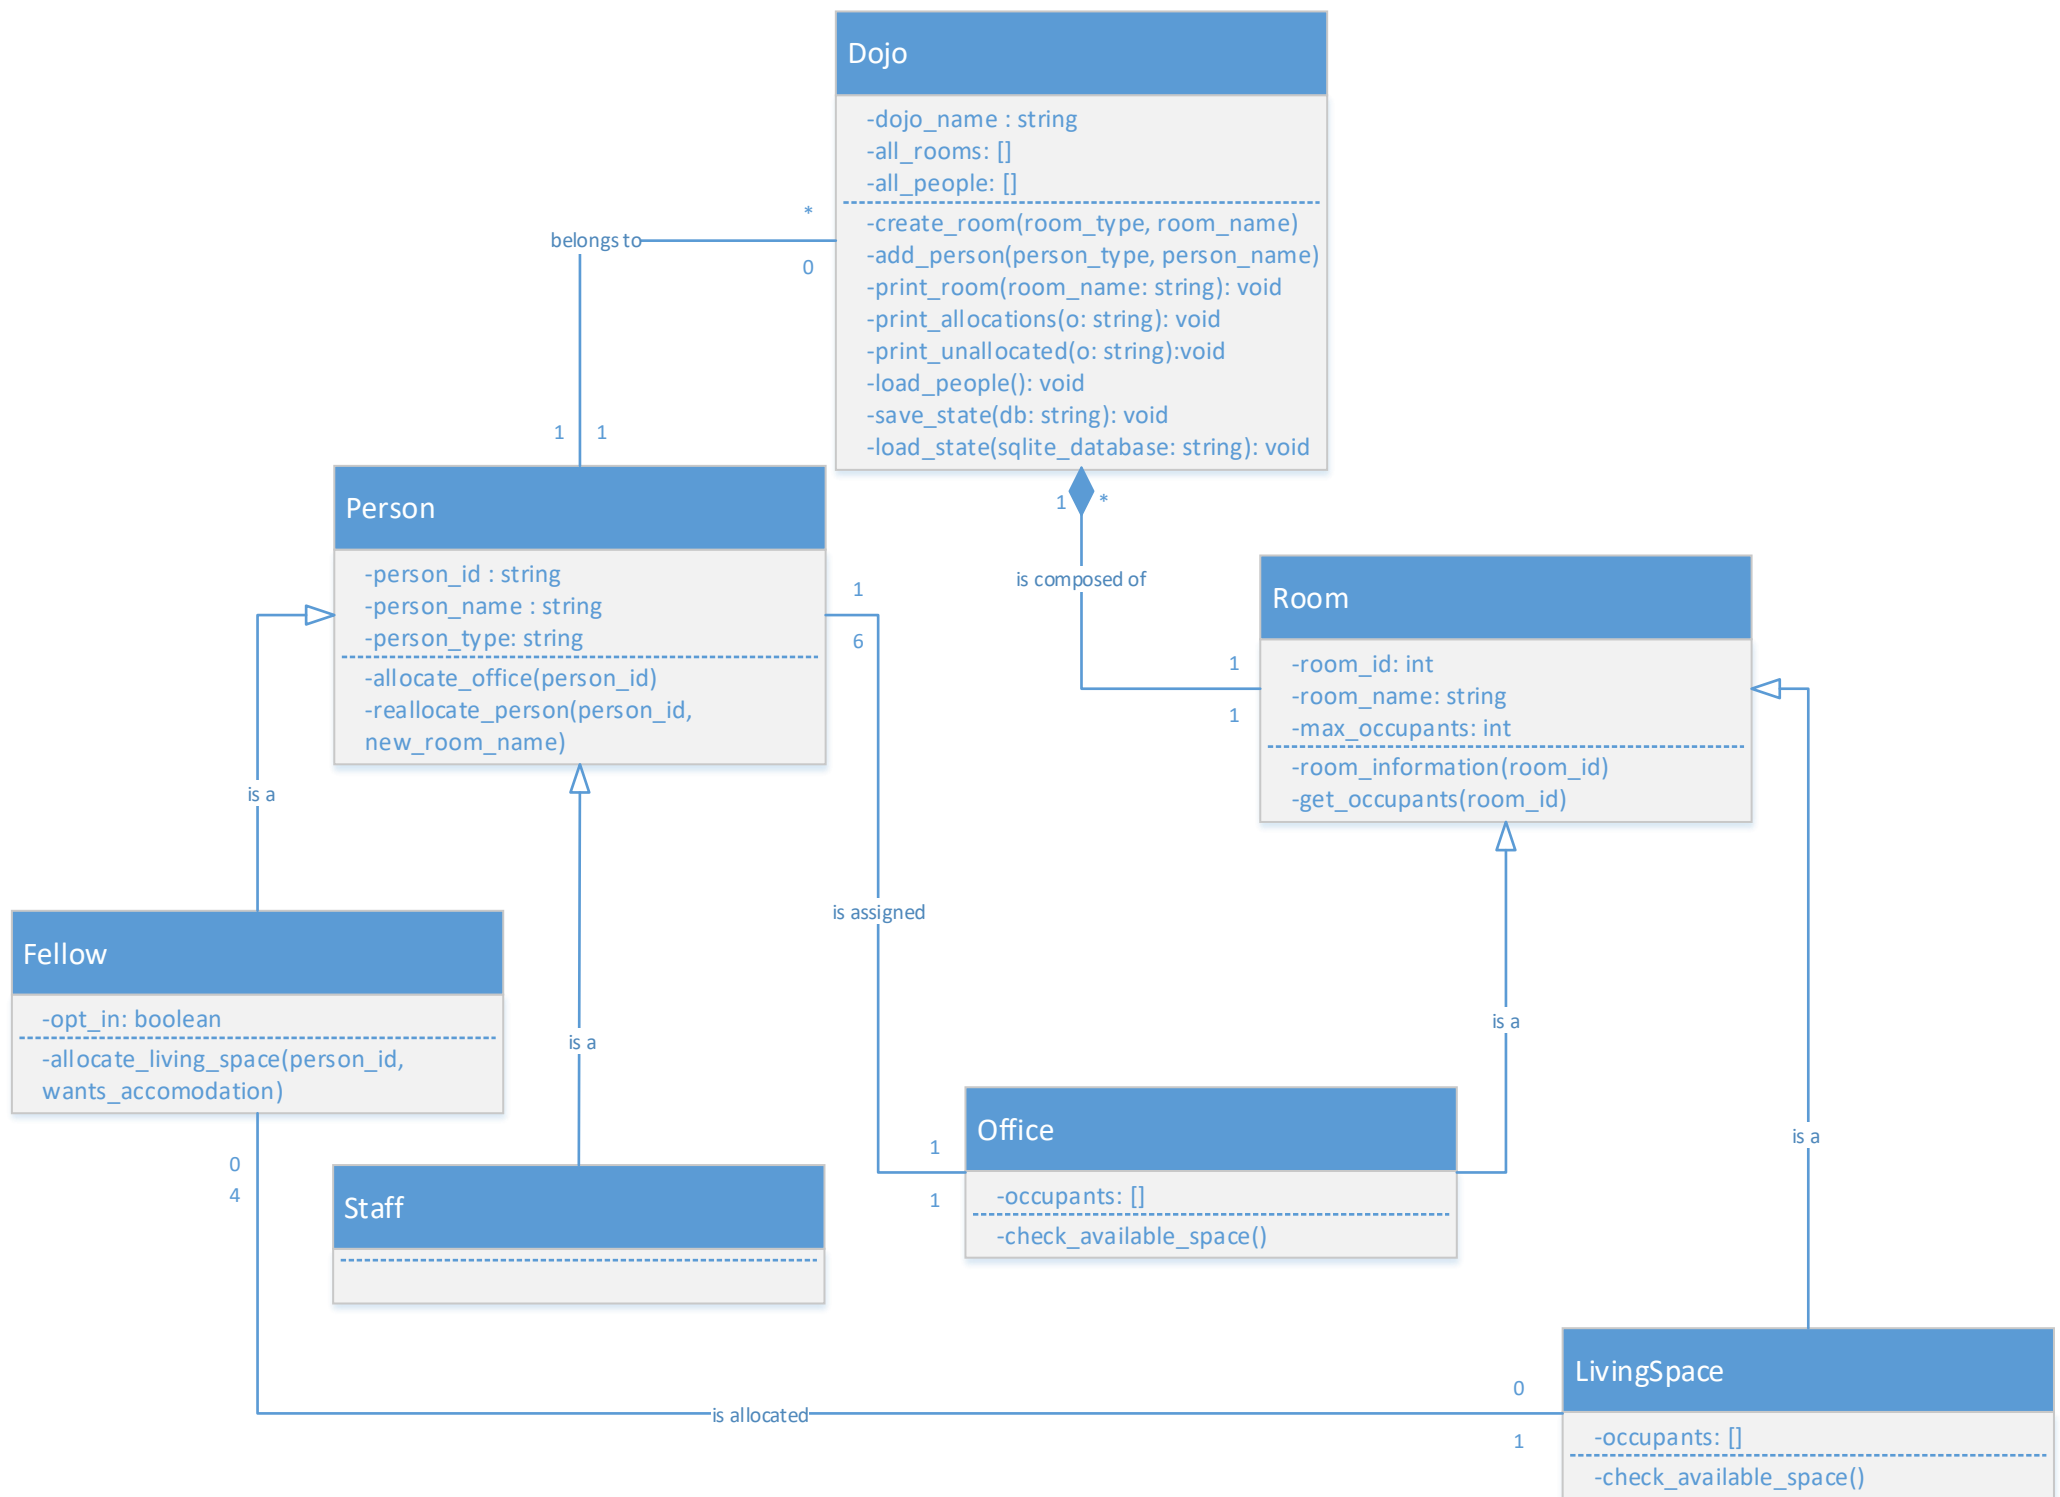 Dojo
-dojo_name : string
-all_rooms: []
-all_people: []
-create_room(room_type, room_name)
-add_person(person_type, person_name)
-print_room(room_name: string): void
-print_allocations(o: string): void
-print_unallocated(o: string):void
-load_people(): void
-save_state(db: string): void
-load_state(sqlite_database: string): void
*
belongs to
0
1 1
1 *
is composed of
Person
-person_id : string
-person_name : string
-person_type: string
-allocate_office(person_id)
-reallocate_person(person_id,
new_room_name)
1
6
Room
-room_id: int
-room_name: string
-max_occupants: int
-room_information(room_id)
-get_occupants(room_id)
1
1
is a
is assigned
Fellow
-opt_in: boolean
-allocate_living_space(person_id,
wants_accomodation)
is a
is a
0
4
Staff
1
1
Office
-occupants: []
-check_available_space()
is a
is allocated
0
1
LivingSpace
-occupants: []
-check_available_space()